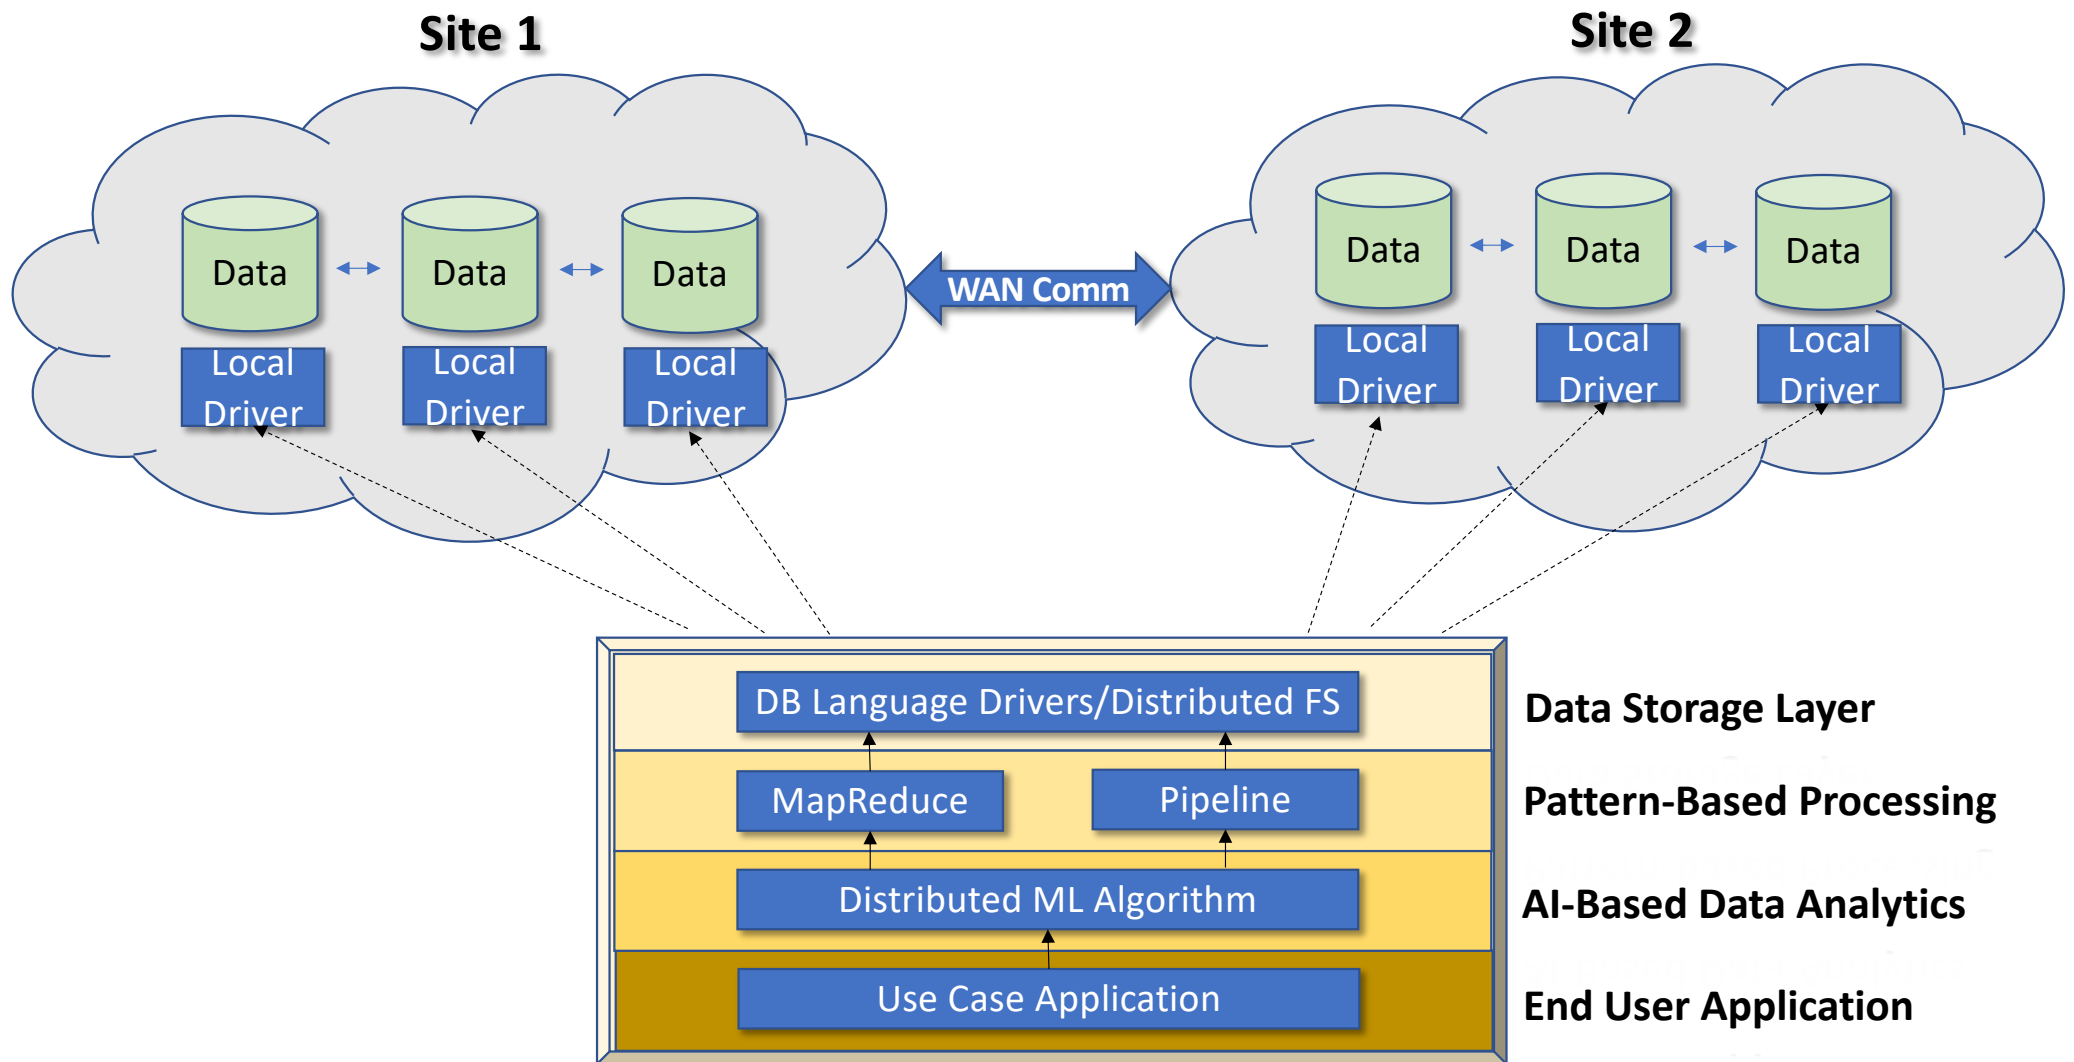 Site 1
Site 2
Data
Data
Data
Data
Data
Data
WAN Comm
Local
Driver
Local
Driver
Local
Driver
Local
Driver
Local
Driver
Local
Driver
DB Language Drivers/Distributed FS
Data Storage Layer
MapReduce
Pipeline
Pattern-Based Processing
Distributed ML Algorithm
AI-Based Data Analytics
Use Case Application
End User Application